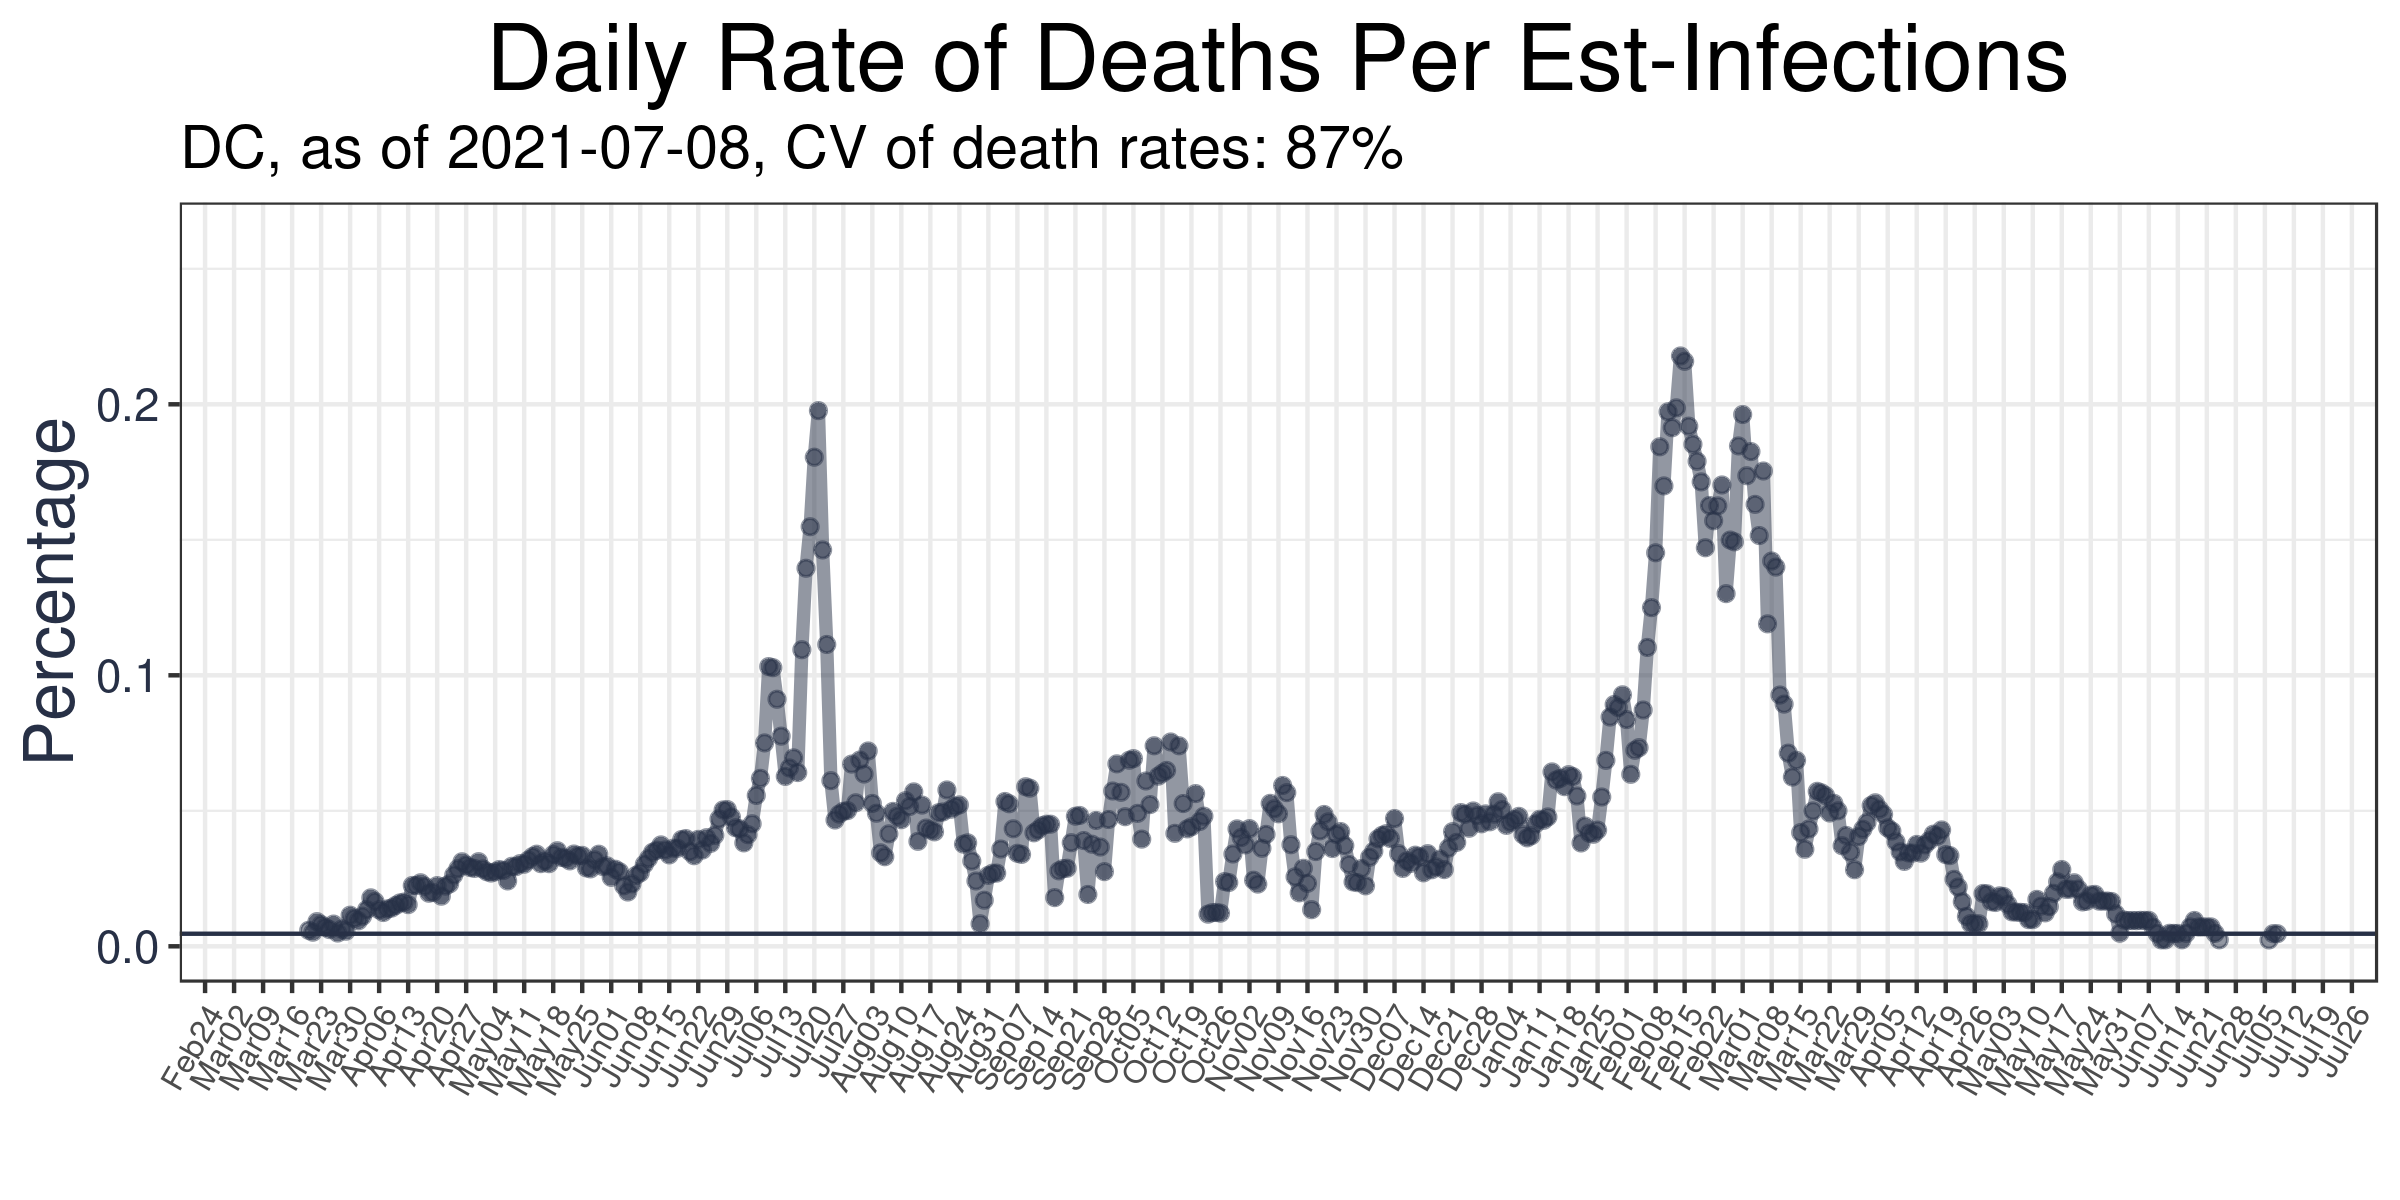 Daily Rate of Deaths Per Est-Infections
DC, as of 2021-07-08, CV of death rates: 87%
Percentage
0.2
0.1
0.0
Feb24
Mar02
Mar09
Mar16
Mar23
Mar30
Apr06
Apr13
Apr20
Apr27
May04
May11
May18
May25
Jun01
Jun08
Jun15
Jun22
Jun29
Jul06
Jul13
Jul20
Jul27
Aug03
Aug10
Aug17
Aug24
Aug31
Sep07
Sep14
Sep21
Sep28
Oct05
Oct12
Oct19
Oct26
Nov02
Nov09
Nov16
Nov23
Nov30
Dec07
Dec14
Dec21
Dec28
Jan04
Jan11
Jan18
Jan25
Feb01
Feb08
Feb15
Feb22
Mar01
Mar08
Mar15
Mar22
Mar29
Apr05
Apr12
Apr19
Apr26
May03
May10
May17
May24
May31
Jun07
Jun14
Jun21
Jun28
Jul05
Jul12
Jul19
Jul26